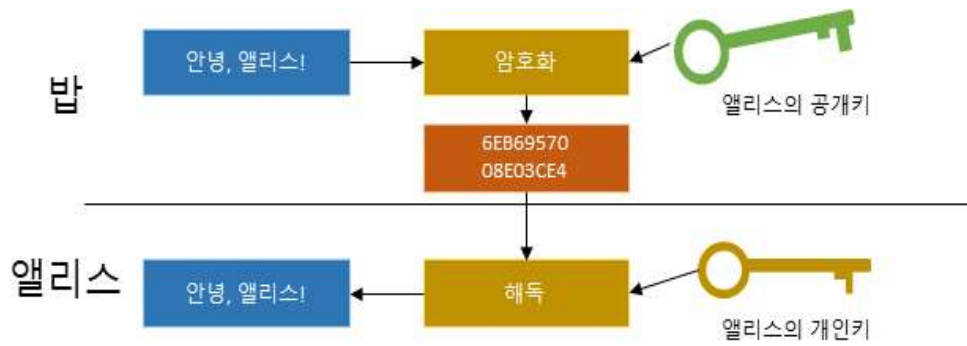 밥
안녕, 앨리스!
암호화
앨리스의 공개키
6EB69570
08E03CE4
앨리스
안녕, 앨리스!
해독
앨리스의 개인키